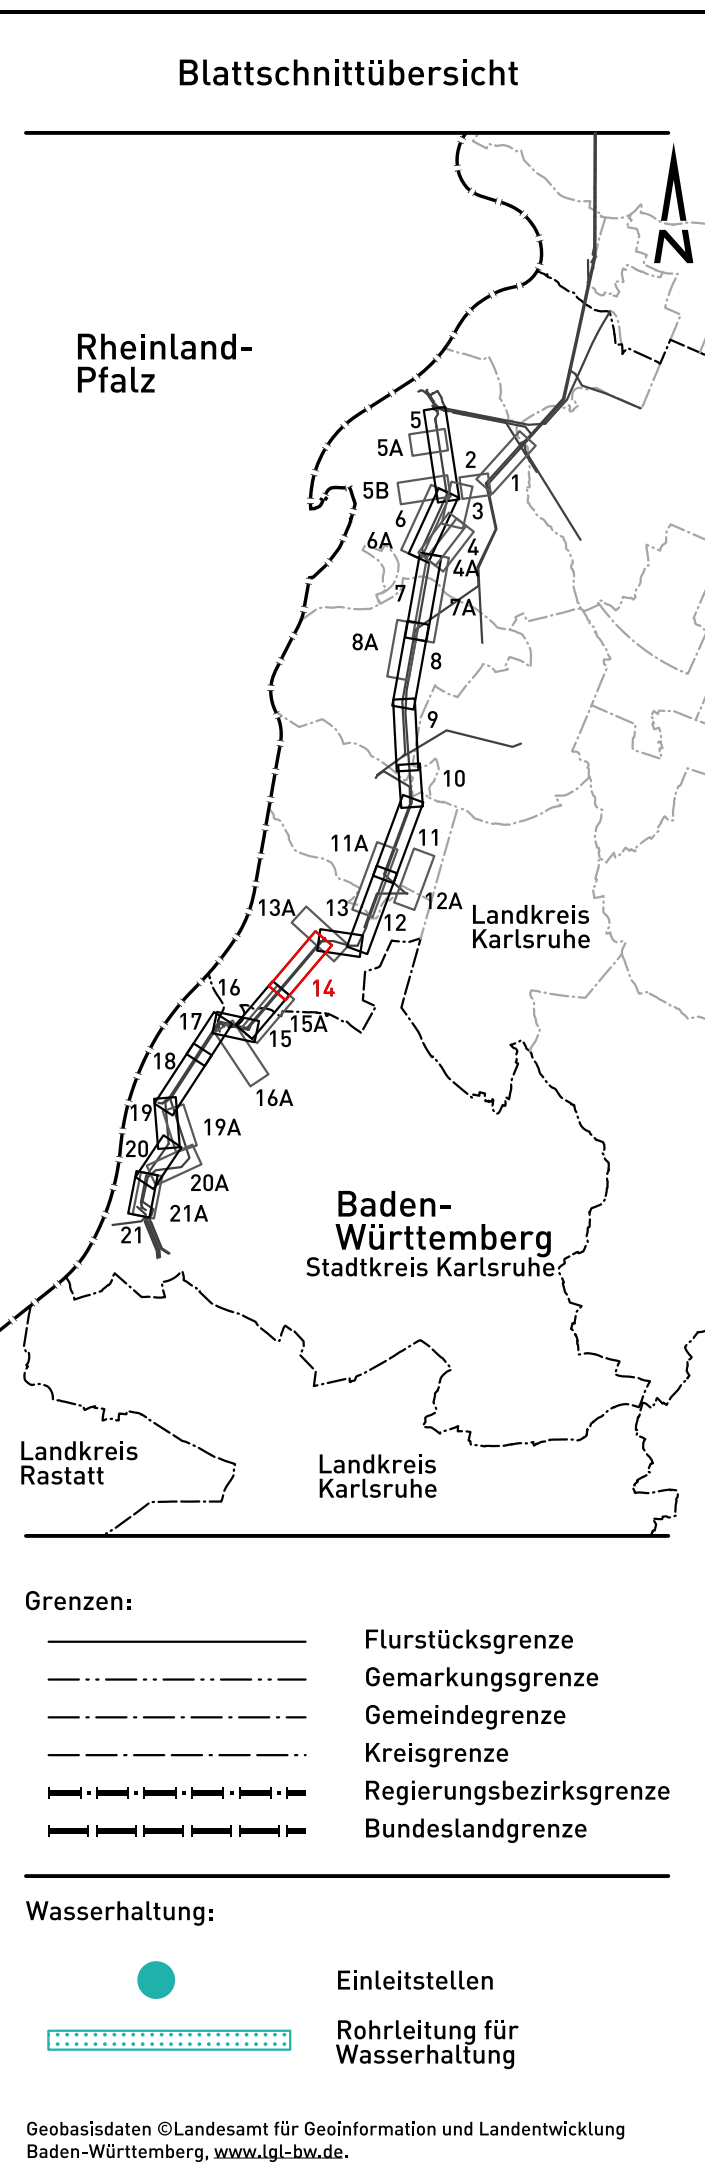 Blattschnittübersicht
N
Rheinland-
Pfalz
5
5A
2
1
5B
3
6
6A
4
4A
7
7A
8A
8
9
10
11A
11
12A
13A
13
12
Landkreis
Karlsruhe
14
16
17
15A
15
18
16A
19
19A
20
20A
21A
21
Baden-
Württemberg
Stadtkreis Karlsruhe
Landkreis
Rastatt
Landkreis
Karlsruhe
Grenzen:
Flurstücksgrenze
Gemarkungsgrenze
Gemeindegrenze
Kreisgrenze
Regierungsbezirksgrenze
Bundeslandgrenze
Wasserhaltung:
Einleitstellen
Rohrleitung für
Wasserhaltung
Geobasisdaten ©Landesamt für Geoinformation und Landentwicklung
Baden-Württemberg, www.lgl-bw.de.